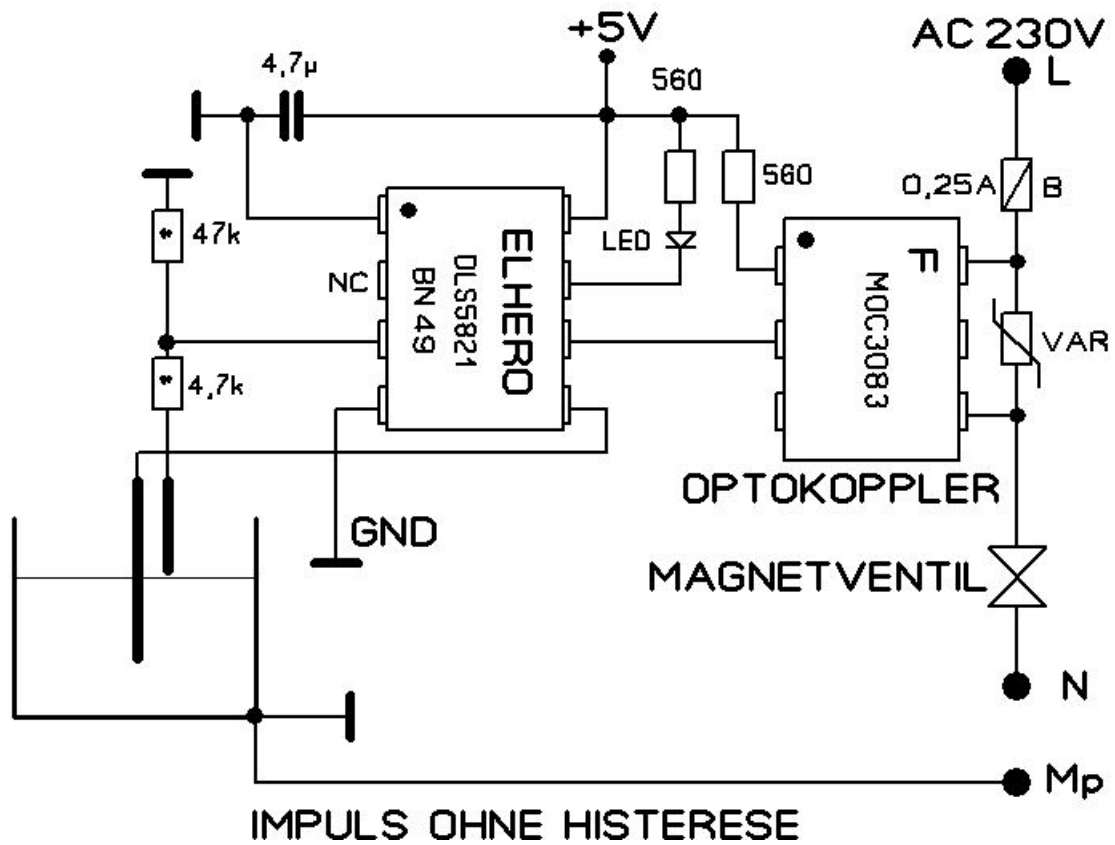 +5V
AC 230V
4,7µ
560
L
560
0,25A
B
47k
*
LED
ELHERO
DLS5821
BN 49
NC
F
MOC3083
VAR
*
4,7k
OPTOKOPPLER
GND
MAGNETVENTIL
N
Mp
IMPULS OHNE HISTERESE